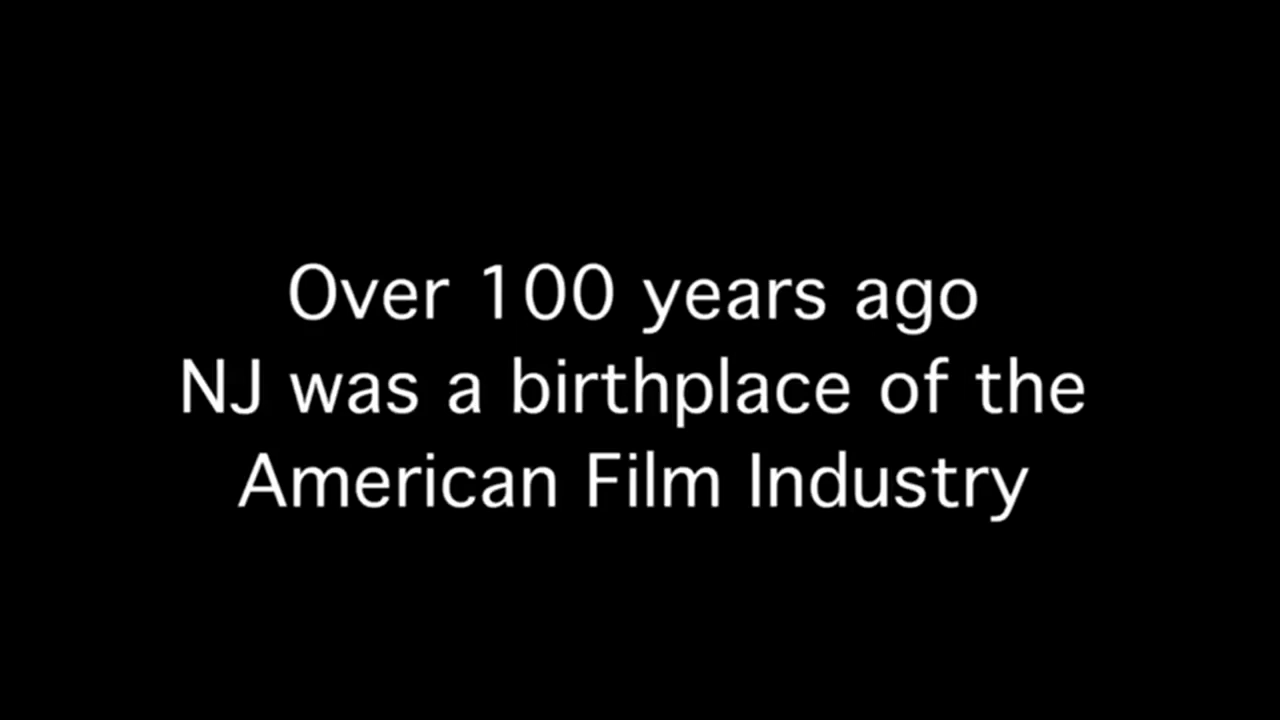 Over 100 years ago
NJ was a birthplace of the
American Film Industry